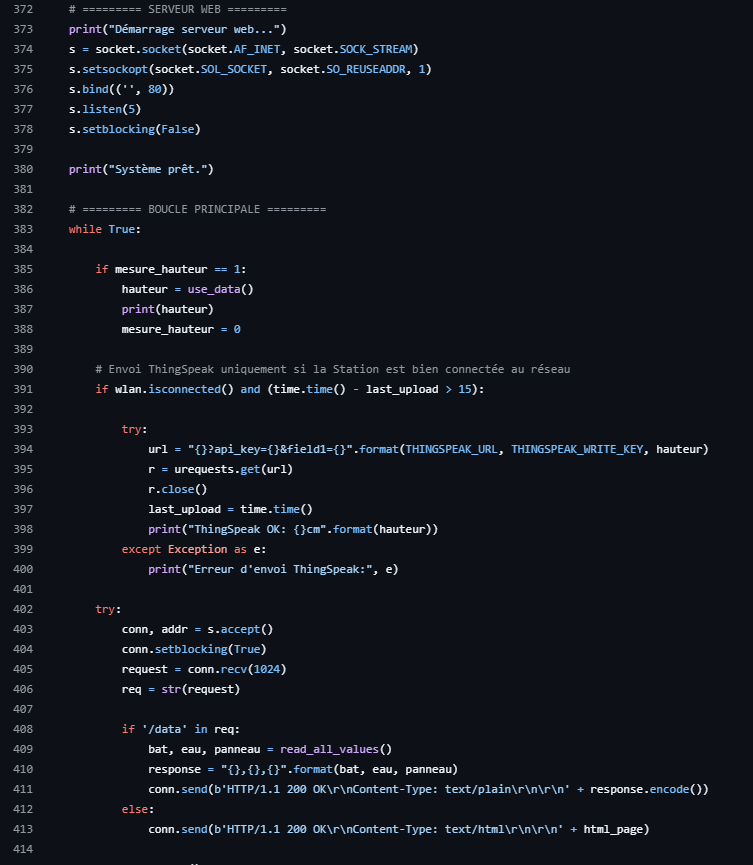 372 # ========= SERVEUR WEB =========
373 print("Démarrage serveur web...")
374 s = socket.socket(socket.AF_INET, socket.SOCK_STREAM)
375 s.setsockopt(socket.SOL_SOCKET, socket.SO_REUSEADDR, 1)
376 s.bind(('', 80))
377 s.listen(5)
378 s.setblocking(False)
379
380 print("Système prêt.")
381
382 # ========= BOUCLE PRINCIPALE =========
383 while True:
384
385 if mesure_hauteur == 1:
386 hauteur = use_data()
387 print(hauteur)
388 mesure_hauteur = 0
389
390 # Envoi ThingSpeak uniquement si la Station est bien connectée au réseau
391 if wlan.isconnected() and (time.time() - last_upload > 15):
392
393 try:
394 url = "{}?api_key={}&field1={}".format(THINGSPEAK_URL, THINGSPEAK_WRITE_KEY, hauteur)
395 r = urequests.get(url)
396 r.close()
397 last_upload = time.time()
398 print("ThingSpeak OK: {}cm".format(hauteur))
399 except Exception as e:
400 print("Erreur d'envoi ThingSpeak:", e)
401
402 try:
403 conn, addr = s.accept()
404 conn.setblocking(True)
405 request = conn.recv(1024)
406 req = str(request)
407
408 if '/data' in req:
409 bat, eau, panneau = read_all_values()
410 response = "{},{},{}".format(bat, eau, panneau)
411 conn.send(b'HTTP/1.1 200 OK\r\nContent-Type: text/plain\r\n\r\n' + response.encode())
412 else:
413 conn.send(b'HTTP/1.1 200 OK\r\nContent-Type: text/html\r\n\r\n' + html_page)
414